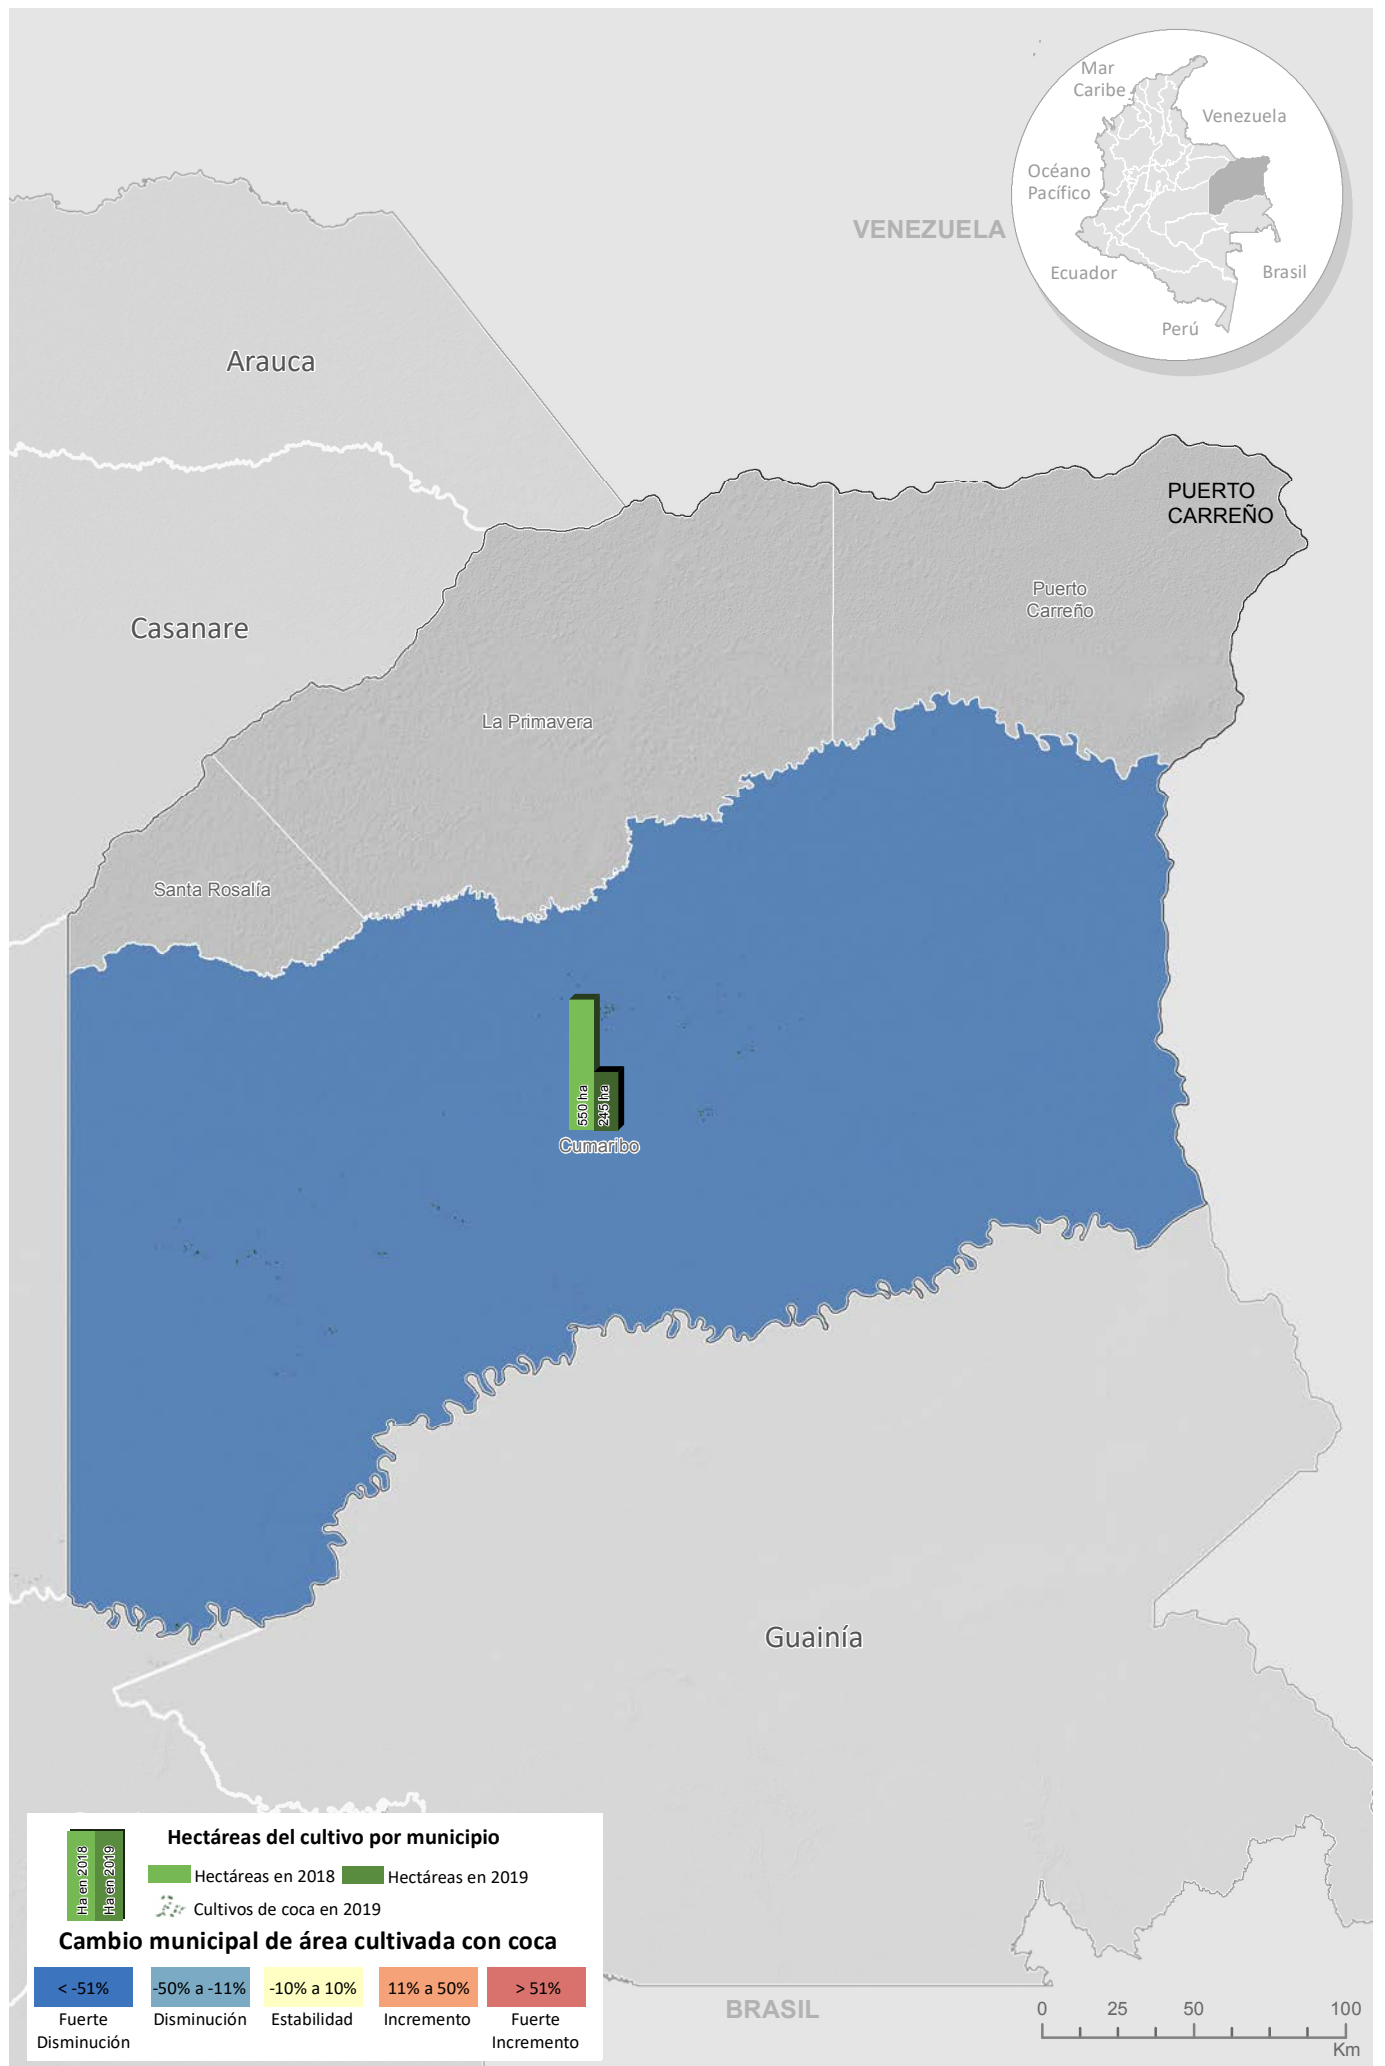 Mar
Caribe
Venezuela
Océano
Pacífico
Ecuador
Brasil
Perú
VENEZUELA
Arauca
PUERTO
CARREÑO
Puerto
Carreño
Casanare
La Primavera
Santa Rosalía
550 ha
245 ha
Cumaribo
Guainía
Hectáreas del cultivo por municipio
Ha en 2018
Ha en 2019
Hectáreas en 2018
Hectáreas en 2019
Cultivos de coca en 2019
Cambio municipal de área cultivada con coca
< -51%
-50% a -11%
-10% a 10%
11% a 50%
> 51%
Fuerte
Disminución
Disminución
Estabilidad
Incremento
Fuerte
Incremento
BRASIL
0 25 50 100
Km